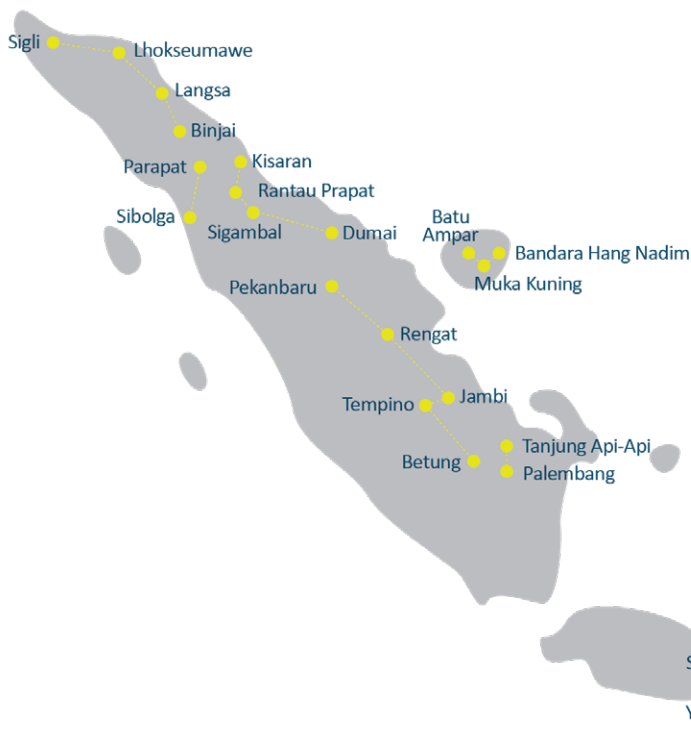 Sigli
Lhokseumawe
Langsa
Binjai
Parapat
Kisaran
Rantau Prapat
Sibolga
Sigambal
Dumai
Batu
Ampar
Bandara Hang Nadim
Muka Kuning
Pekanbaru
Rengat
Jambi
Tempino
Tanjung Api-Api
Betung
Palembang
S
Y